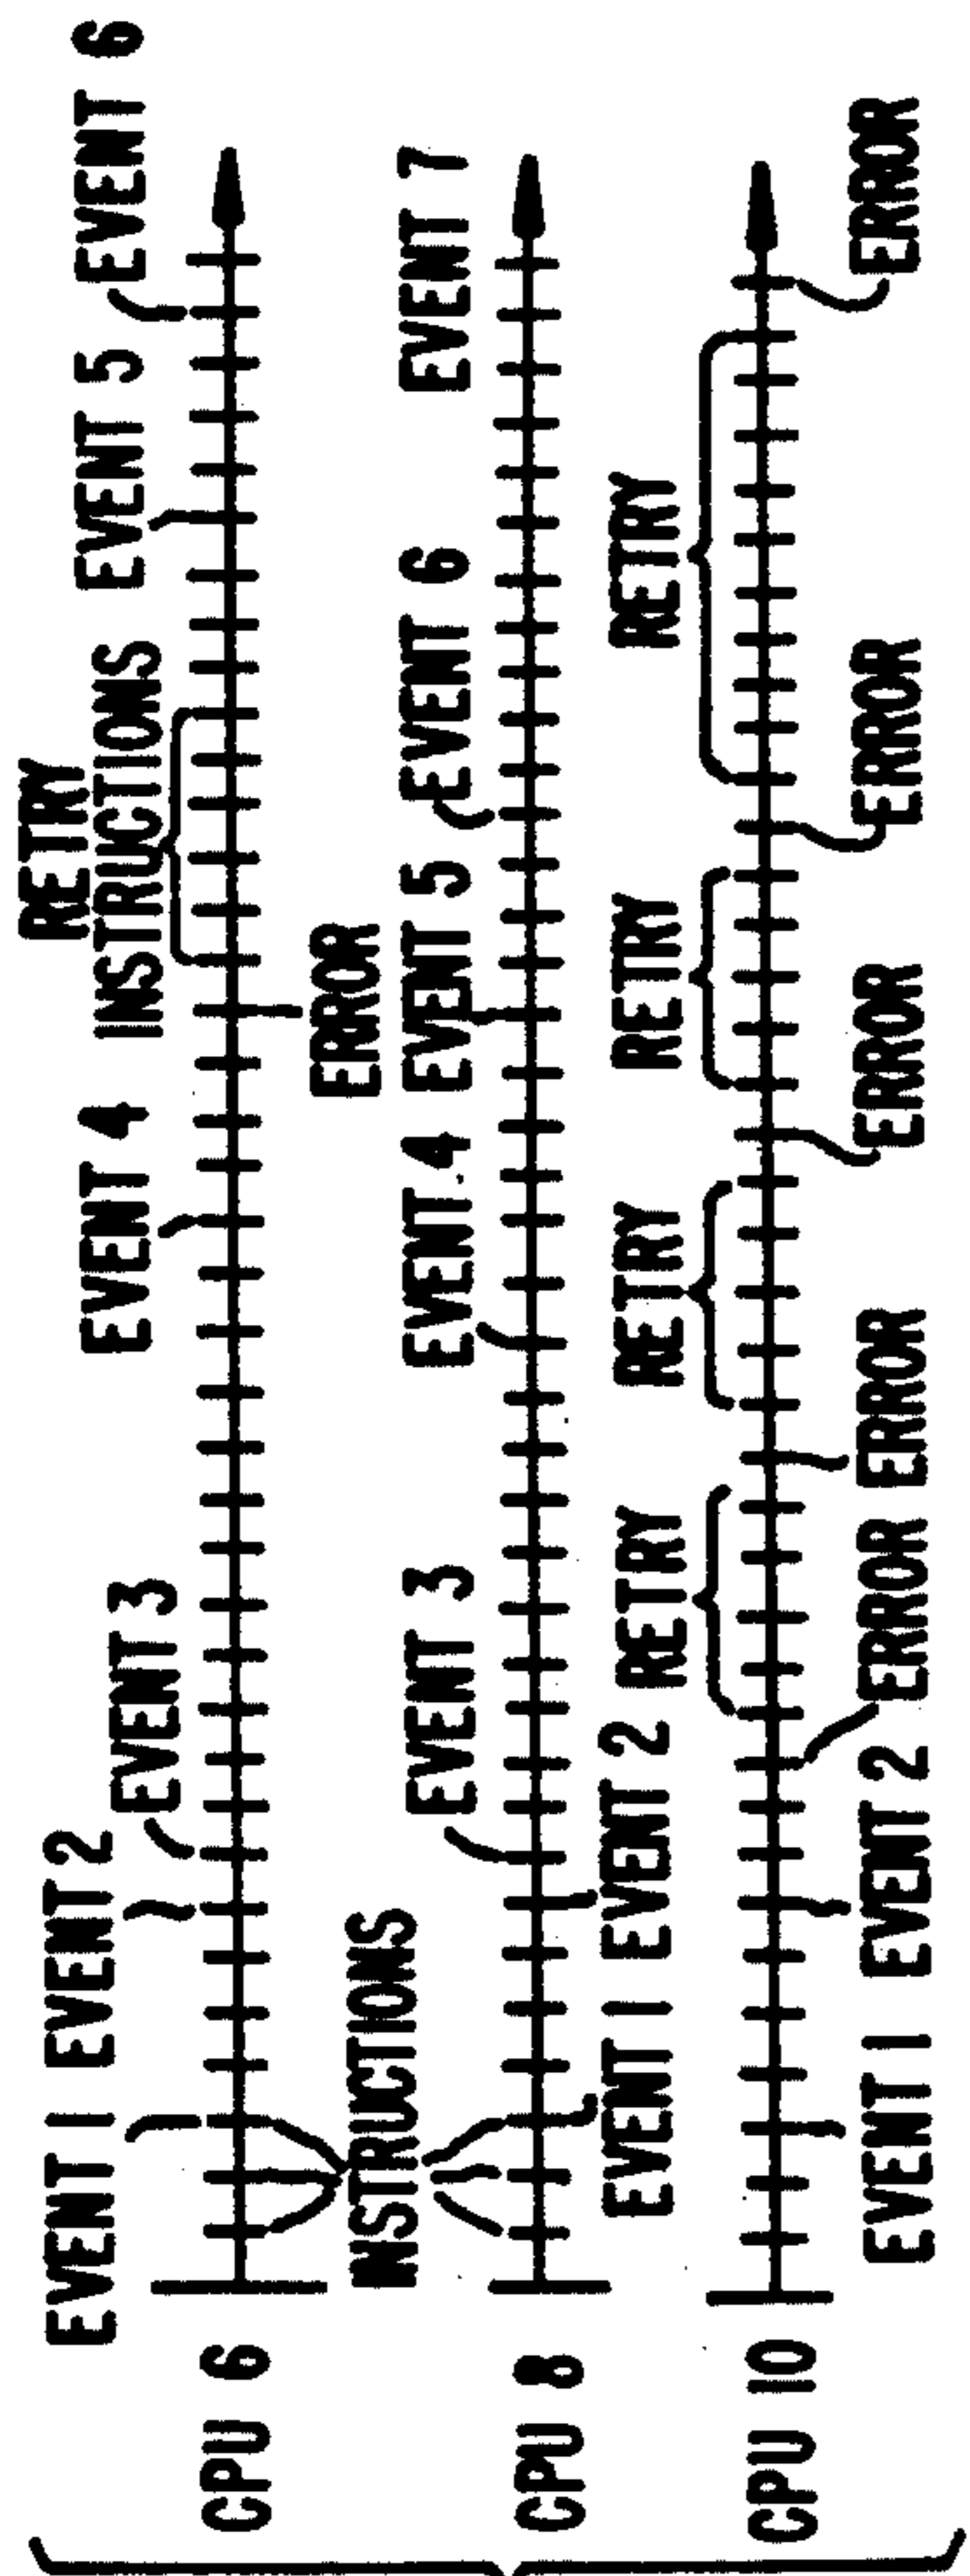 EVENT 1 EVENT 2
EVENT 3
EVENT 4
RETRY
INSTRUCTIONS
EVENT 5
EVENT 6
CPU 6
ERROR
INSTRUCTIONS
EVENT 3
EVENT 4
EVENT 5
EVENT 6
EVENT 7
CPU 8
EVENT 1 EVENT 2
RETRY
RETRY
RETRY
RETRY
CPU 10
EVENT 1 EVENT 2
ERROR
ERROR
ERROR
ERROR
ERROR